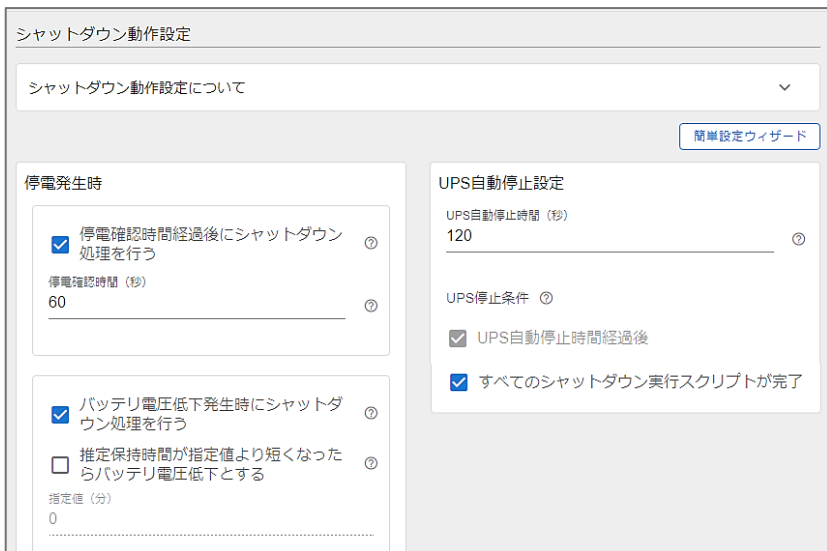 シャットダウン動作設定
シャットダウン動作設定について
簡単設定ウィザード
停電発生時
停電確認時間経過後にシャットダウン
処理を行う
停電確認時間（秒）
60
バッテリ電圧低下発生時にシャットダ
ウン処理を行う
推定保持時間が指定値より短くなった
らバッテリ電圧低下とする
指定値（分）
0
UPS自動停止設定
UPS自動停止時間（秒）
120
UPS停止条件
UPS自動停止時間経過後
すべてのシャットダウン実行スクリプトが完了